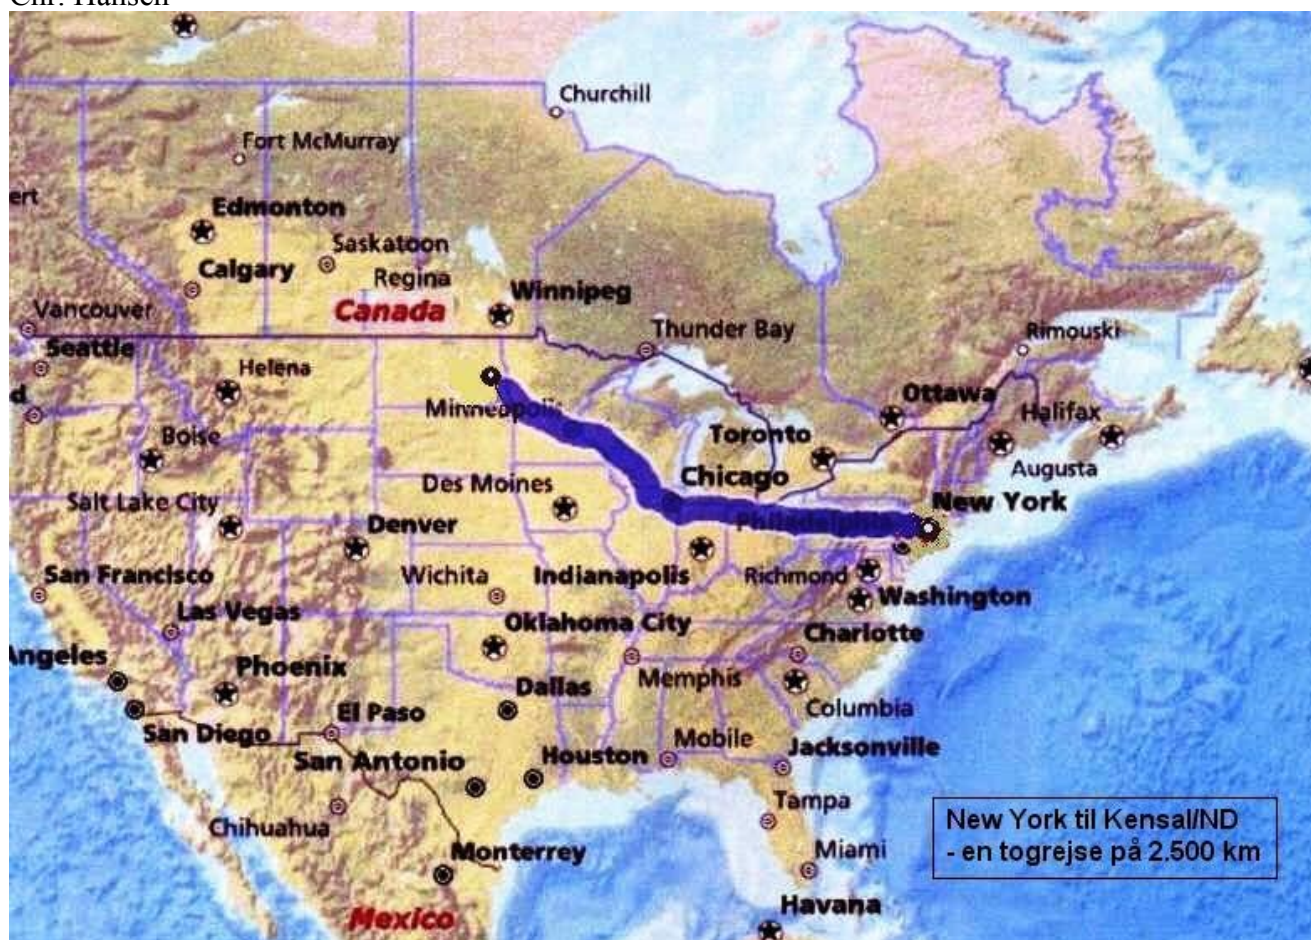 Chr. Hansen
Churchill
Fort McMurray
ert
Edmonton
Saskatoon
Calgary
Regina
Winnipeg
Vancouver
Canada
Thunder Bay
Rimouski
Seattle
Helena
d
Minneapolis
Ottawa
Halifax
Boise
Toronto
Augusta
Chicago
Des Moines
Salt Lake City
New York
Denver
Philadelphia
San Francisco
Wichita
Indianapolis
Richmond
Washington
Las Vegas
Oklahoma City
Charlotte
Angeles
Phoenix
Memphis
Dallas
Columbia
El Paso
San Diego
Mobile
Jacksonville
San Antonio
Houston
Tampa
Chihuahua
New York til Kensal/ND
- en togrejse på 2.500 km
Monterrey
Miami
Havana
Mexico